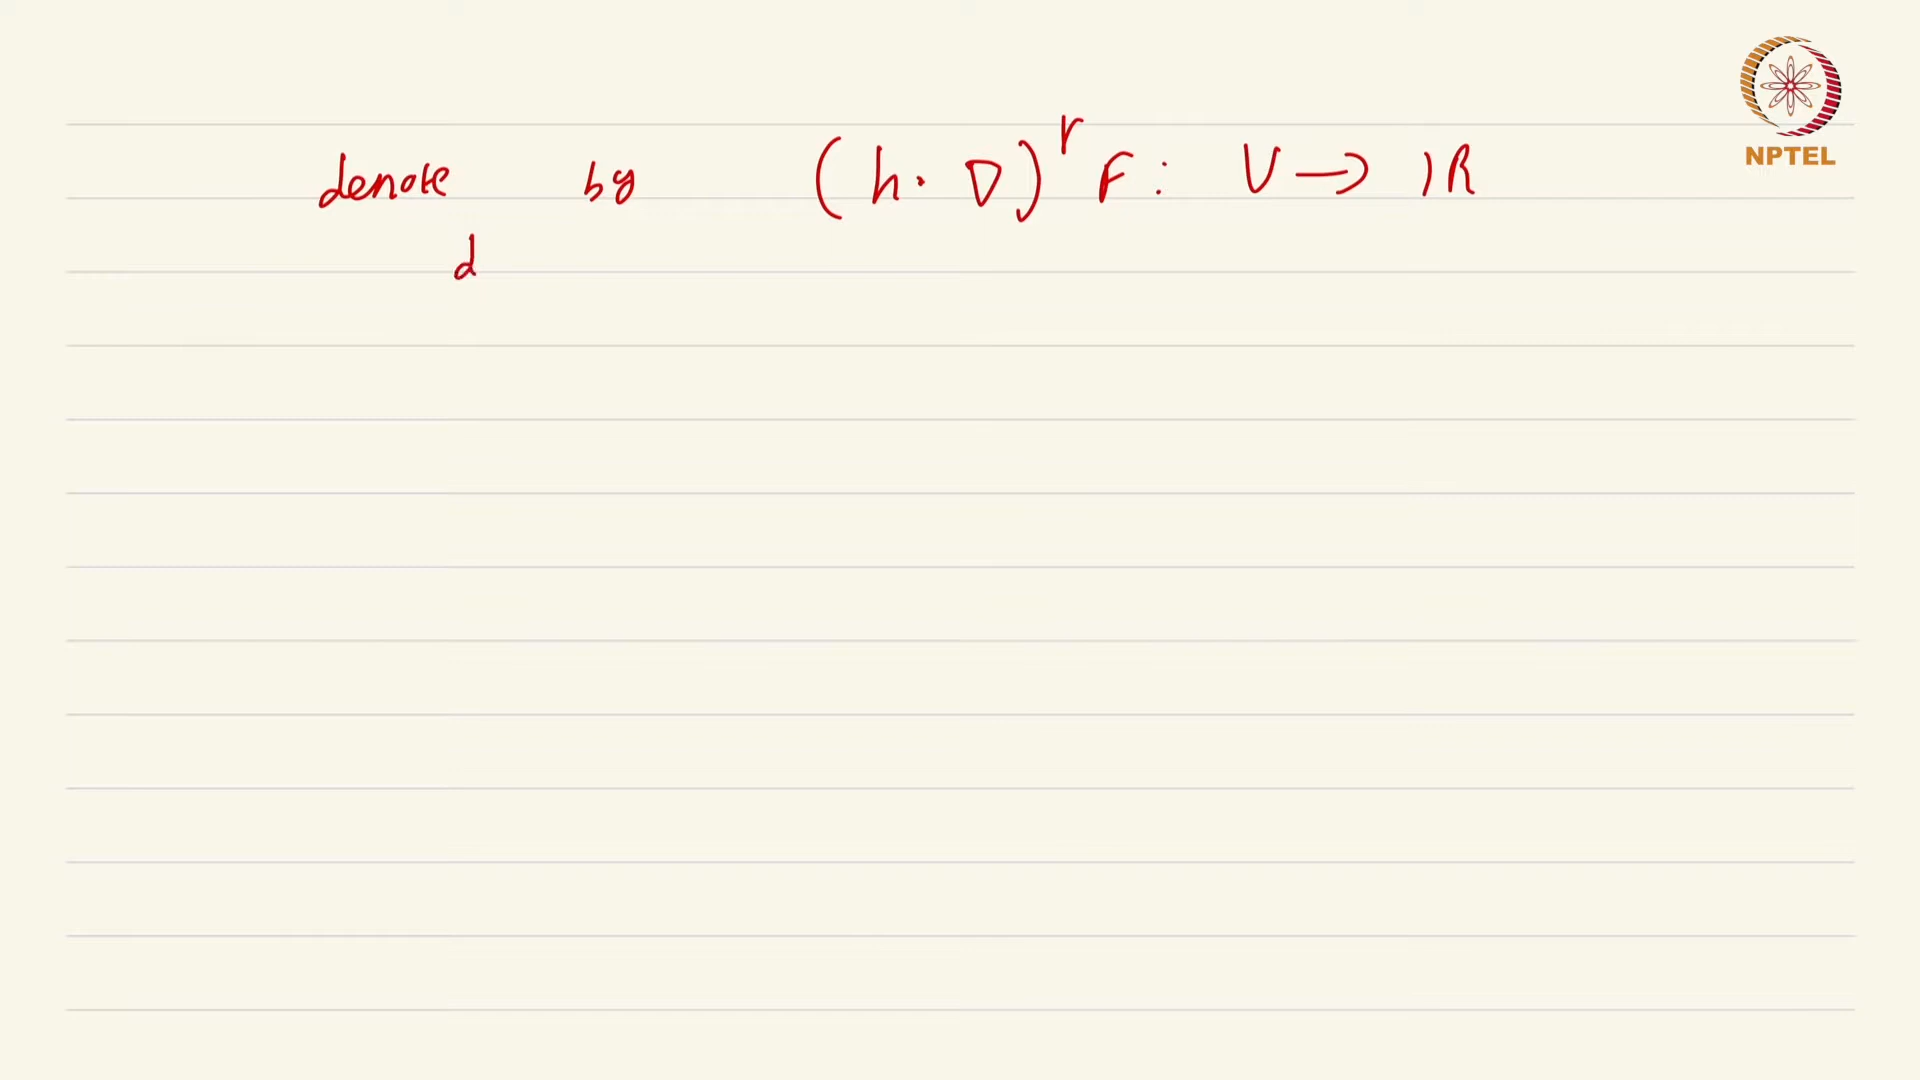 denote by (h · ∇)^r F : U → ℝ
d
NPTEL